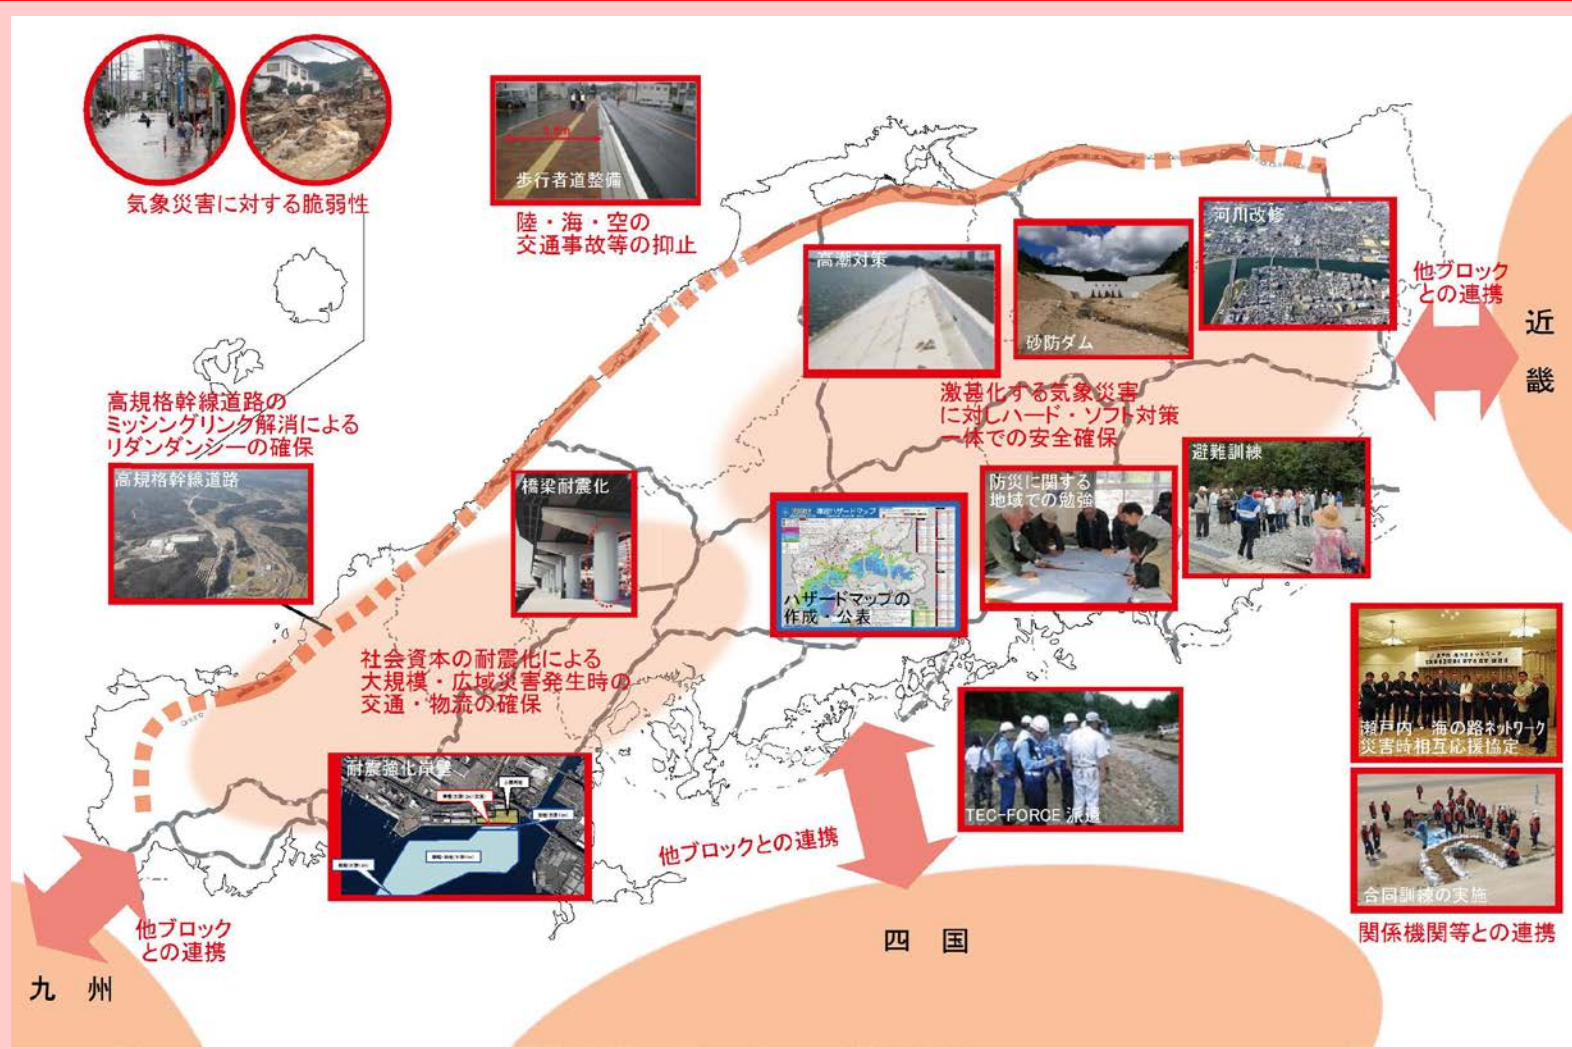 気象災害に対する脆弱性
歩行者道整備
陸・海・空の
交通事故等の抑止
高潮対策
砂防ダム
河川改修
他ブロック
との連携
近畿
激甚化する気象災害
に対しハード・ソフト対策
一体での安全確保
高規格幹線道路の
ミッシングリンク解消による
リダンダンシーの確保
高規格幹線道路
橋梁耐震化
ハザードマップの
作成・公表
防災に関する
地域での勉強
避難訓練
社会資本の耐震化による
大規模・広域災害発生時の
交通・物流の確保
耐震強化岸壁
TEC-FORCE 派遣
瀬戸内・海の路ネットワーク
災害時相互応援協定
合同訓練の実施
関係機関等との連携
他ブロックとの連携
四国
他ブロック
との連携
九州